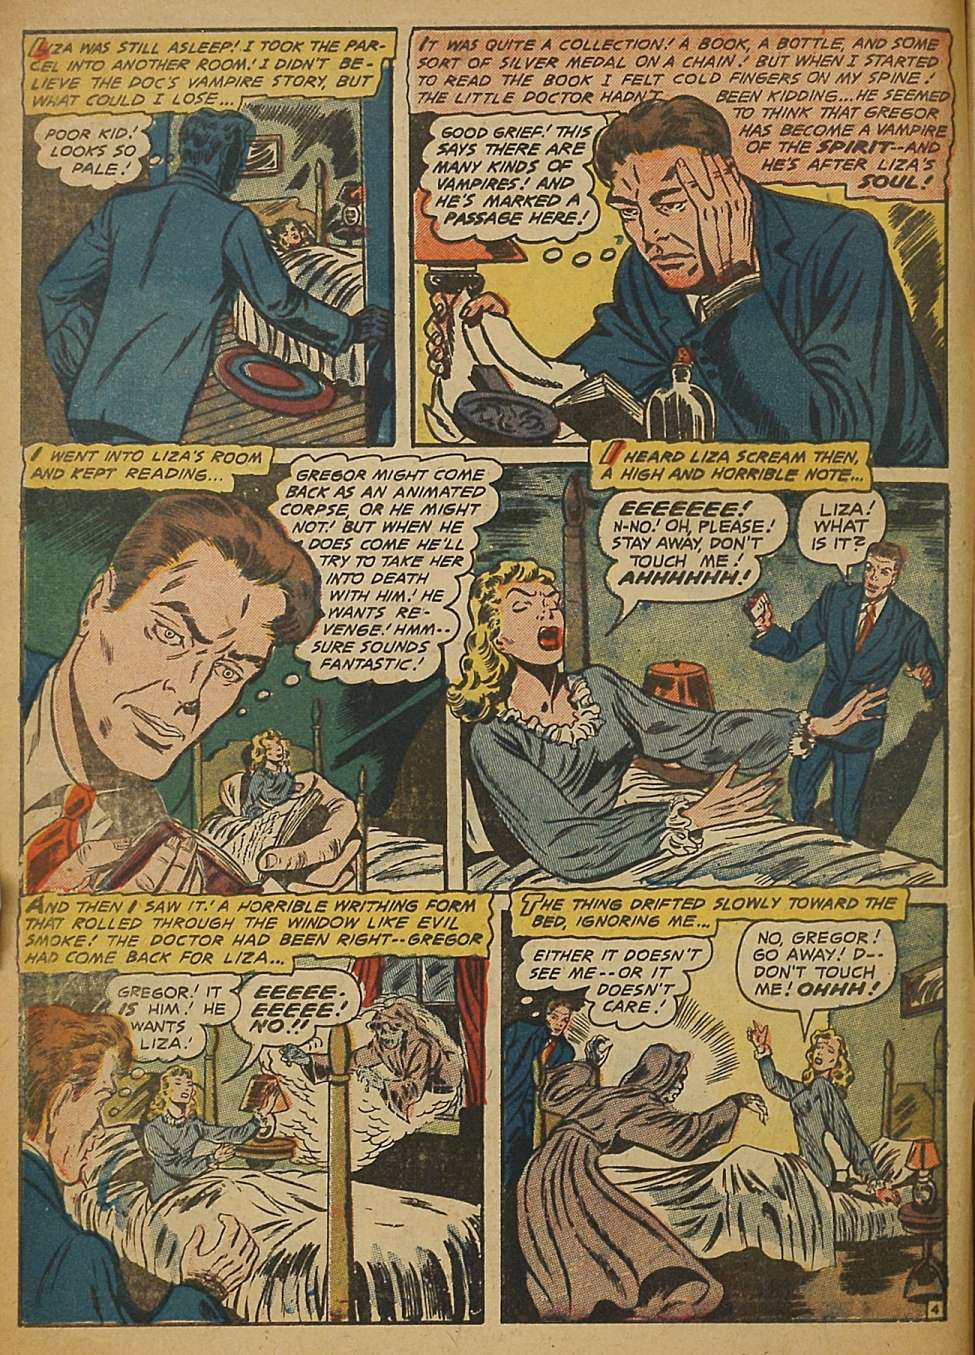 LIZA WAS STILL ASLEEP! I TOOK THE PAR-
CEL INTO ANOTHER ROOM! I DIDN'T BE-
LIEVE THE DOC'S VAMPIRE STORY, BUT
WHAT COULD I LOSE...
POOR KID!
LOOKS SO
PALE!
IT WAS QUITE A COLLECTION! A BOOK, A BOTTLE, AND SOME
SORT OF SILVER MEDAL ON A CHAIN! BUT WHEN I STARTED
TO READ THE BOOK I FELT COLD FINGERS ON MY SPINE!
THE LITTLE DOCTOR HADN'T BEEN KIDDING... HE SEEMED
TO THINK THAT GREGOR
HAS BECOME A VAMPIRE
OF THE SPIRIT--AND
HE'S AFTER LIZA'S
SOUL!
GOOD GRIEF! THIS
SAYS THERE ARE
MANY KINDS OF
VAMPIRES! AND
HE'S MARKED A
PASSAGE HERE!
I WENT INTO LIZA'S ROOM
AND KEPT READING...
GREGOR MIGHT COME
BACK AS AN ANIMATED
CORPSE, OR HE MIGHT
NOT! BUT WHEN HE
DOES COME HE'LL
TRY TO TAKE HER
INTO DEATH
WITH HIM! HE
WANTS RE-
VENGE! HMM--
SURE SOUNDS
FANTASTIC!
I HEARD LIZA SCREAM THEN,
A HIGH AND HORRIBLE NOTE...
EEEEEEE!
N-NO! OH, PLEASE!
STAY AWAY, DON'T
TOUCH ME!
AHHHHHH!
LIZA!
WHAT
IS IT?
AND THEN I SAW IT! A HORRIBLE WRITHING FORM
THAT ROLLED THROUGH THE WINDOW LIKE EVIL
SMOKE! THE DOCTOR HAD BEEN RIGHT--GREGOR
HAD COME BACK FOR LIZA...
GREGOR! IT
IS HIM! HE
WANTS
LIZA!
EEEEE-
EEEEE!
NO!!
THE THING DRIFTED SLOWLY TOWARD THE
BED, IGNORING ME...
EITHER IT DOESN'T
SEE ME--OR IT
DOESN'T
CARE!
NO, GREGOR!
GO AWAY! D--
DON'T TOUCH
ME! OHHH!
4